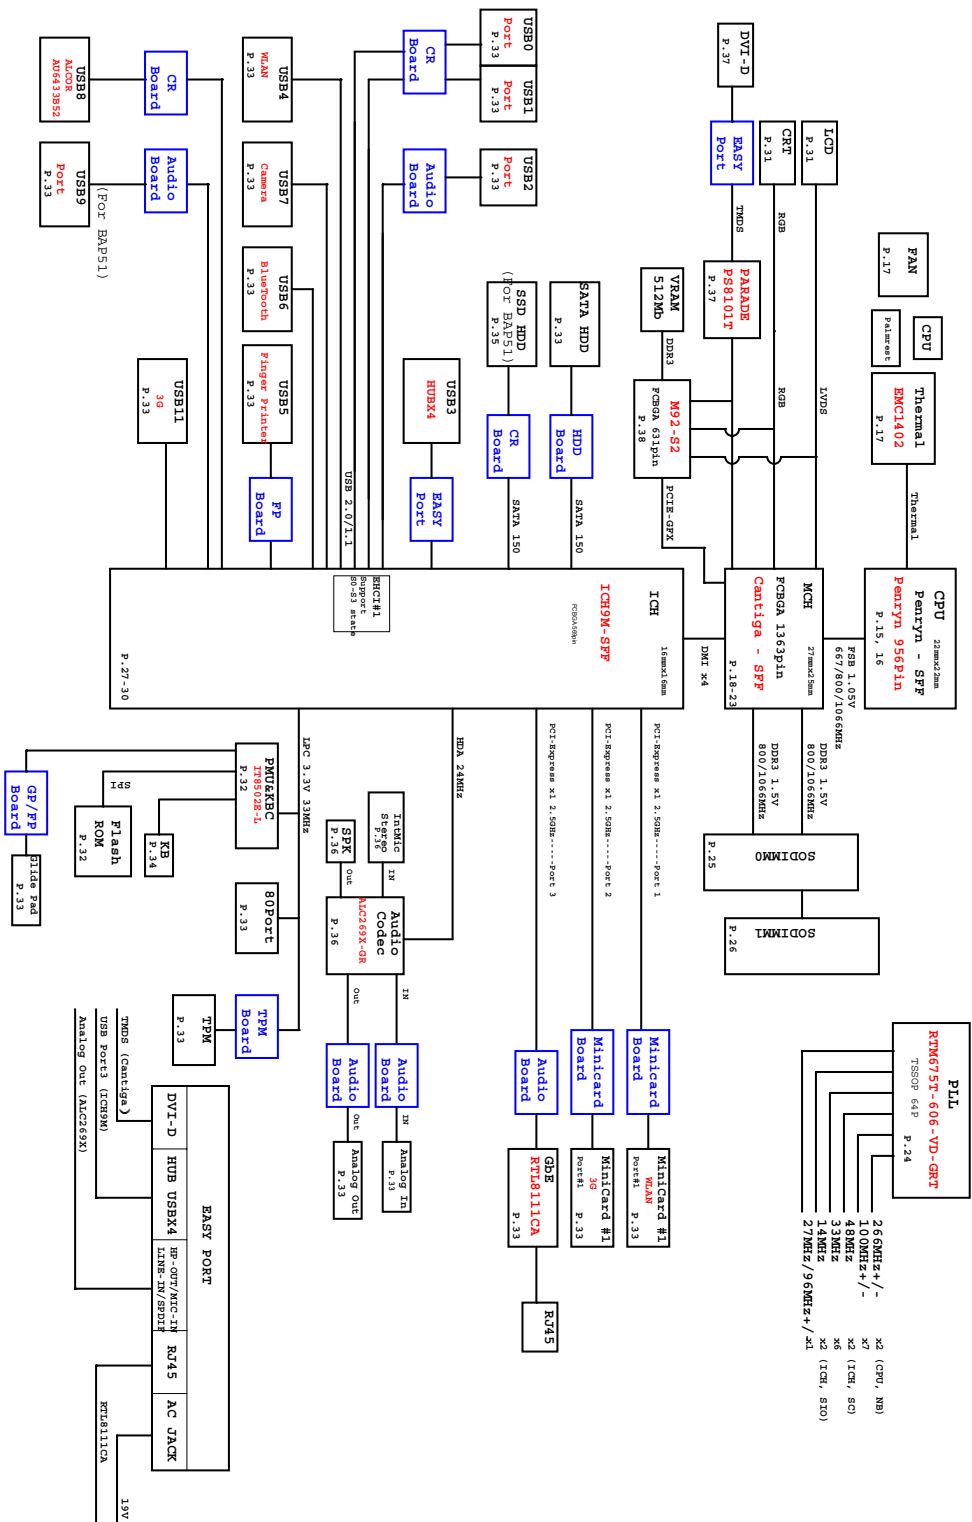 FAN
P.17
CPU
Palmrest
Thermal
EMC1402
P.17
Thermal
CPU
22mmx22mm
Penryn - SFF
Penryn 956Pin
P.15, 16
FSB 1.05V
667/800/1066MHz
PLL
RTM675T-606-VD-GRT
TSSOP 64P
P.24
266MHz+/-
x2 (CPU, NB)
100MHz+/-
x7
48MHz
x2 (ICH, SC)
33MHz
x6
14MHz
x2 (ICH, SIO)
27MHz/96MHz+/
x1
LCD
P.31
LVDS
CRT
P.31
RGB
RGB
DVI-D
P.37
EASY
Port
TMDS
PARADE
PS8101T
P.37
VRAM
512Mb
DDR3
M92-S2
FCBGA 631pin
P.38
PCIE-GFX
MCH
27mmx25mm
FCBGA 1363pin
Cantiga - SFF
P.18-23
DDR3 1.5V
800/1066MHz
DDR3 1.5V
800/1066MHz
SODIMM0
P.25
SODIMM1
P.26
DMI x4
SATA HDD
P.33
HDD
Board
SATA 150
SSD HDD
(For BAP51)
P.35
CR
Board
SATA 150
ICH
16mmx16mm
ICH9M-SFF
FCBGA569pin
P.27-30
EHCI#1
Support
S0-S3 state
PCI-Express x1 2.5GHz-----Port 1
Minicard
Board
MiniCard #1
WLAN
Port#1
P.33
PCI-Express x1 2.5GHz-----Port 2
Minicard
Board
MiniCard #1
3G
Port#1
P.33
PCI-Express x1 2.5GHz-----Port 3
Audio
Board
GbE
RTL8111CA
P.33
RJ45
USB0
Port
P.33
USB1
Port
P.33
USB2
Port
P.33
CR
Board
Audio
Board
USB3
HUBX4
EASY
Port
USB 2.0/1.1
USB4
WLAN
P.33
USB7
Camera
P.33
USB6
BlueTooth
P.33
USB5
Finger Printer
P.33
FP
Board
CR
Board
Audio
Board
USB8
ALCOR
AU6433B52
USB9
Port
P.33
(For BAP51)
USB11
3G
P.33
HDA 24MHz
IntMic
Stereo
P.36
IN
SPK
P.36
Out
Audio
Codec
ALC269X-GR
P.36
IN
Audio
Board
IN
Analog In
P.33
Out
Audio
Board
Out
Analog Out
P.33
LPC 3.3V 33MHz
PMU&KBC
IT8502E-L
P.32
80Port
P.33
TPM
Board
TPM
P.33
KB
P.34
SPI
Flash
ROM
P.32
GP/FP
Board
Glide Pad
P.33
TMDS (Cantiga)
USB Port3 (ICH9M)
Analog Out (ALC269X)
EASY PORT
DVI-D
HUB USBX4
HP-OUT/MIC-IN
LINE-IN/SPDIF
RJ45
AC JACK
RTL8111CA
19V